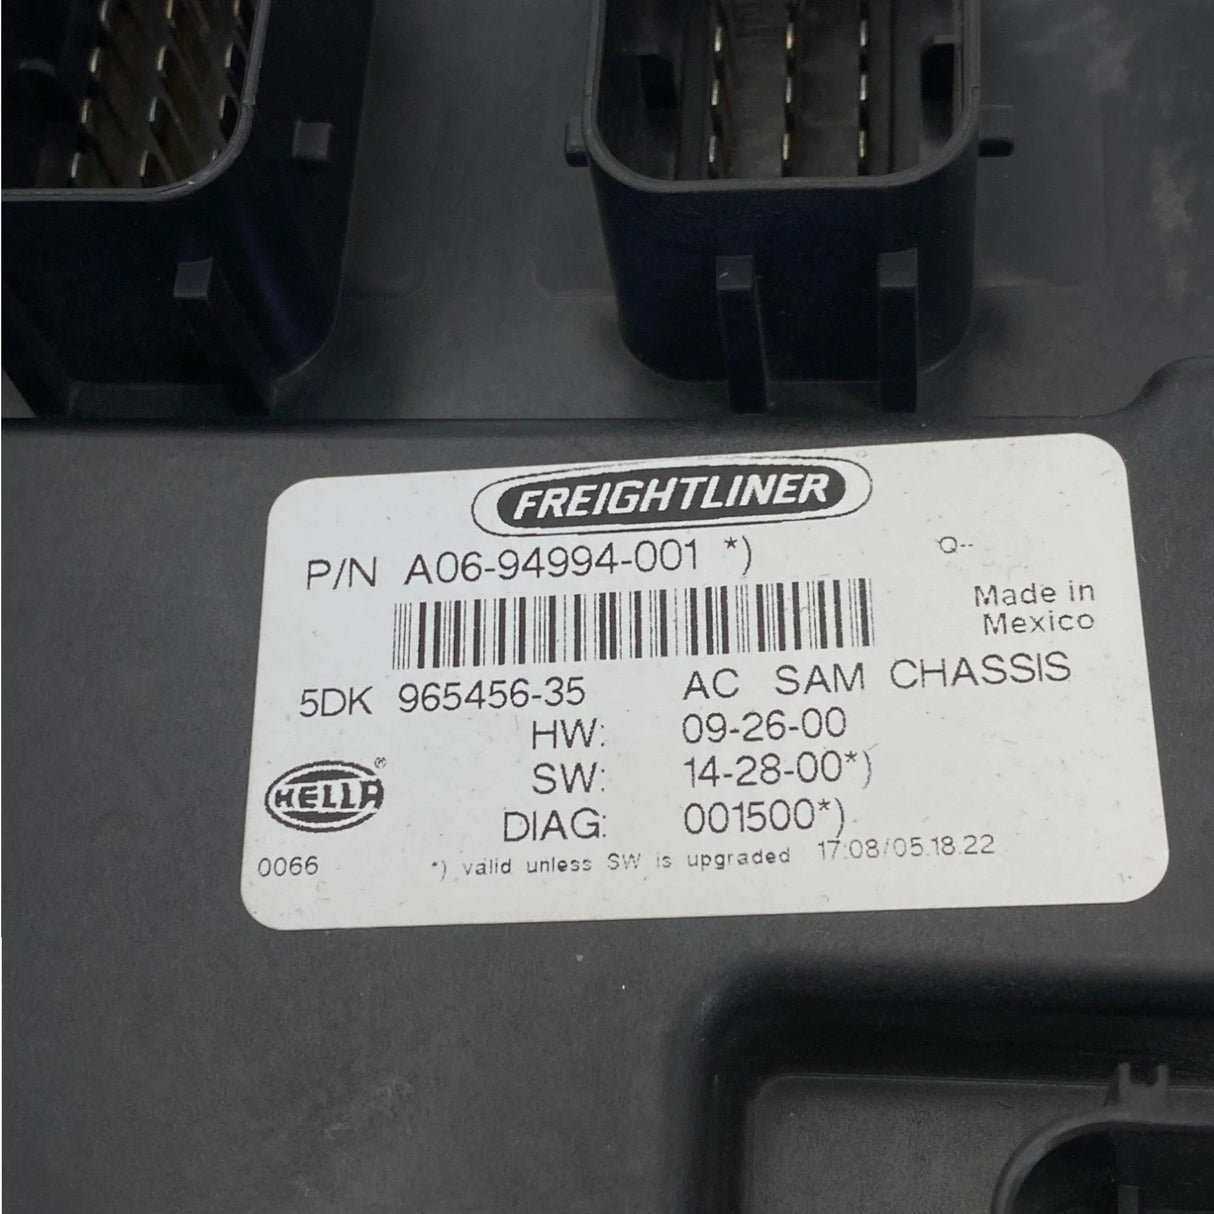 FREIGHTLINER
P/N A06-94994-001 *)
Q--
Made in
Mexico
5DK 965456-35 AC SAM CHASSIS
HW: 09-26-00
SW: 14-28-00*)
DIAG: 001500*)
HELLA ®
0066 *) valid unless SW is upgraded 17:08/05.18.22